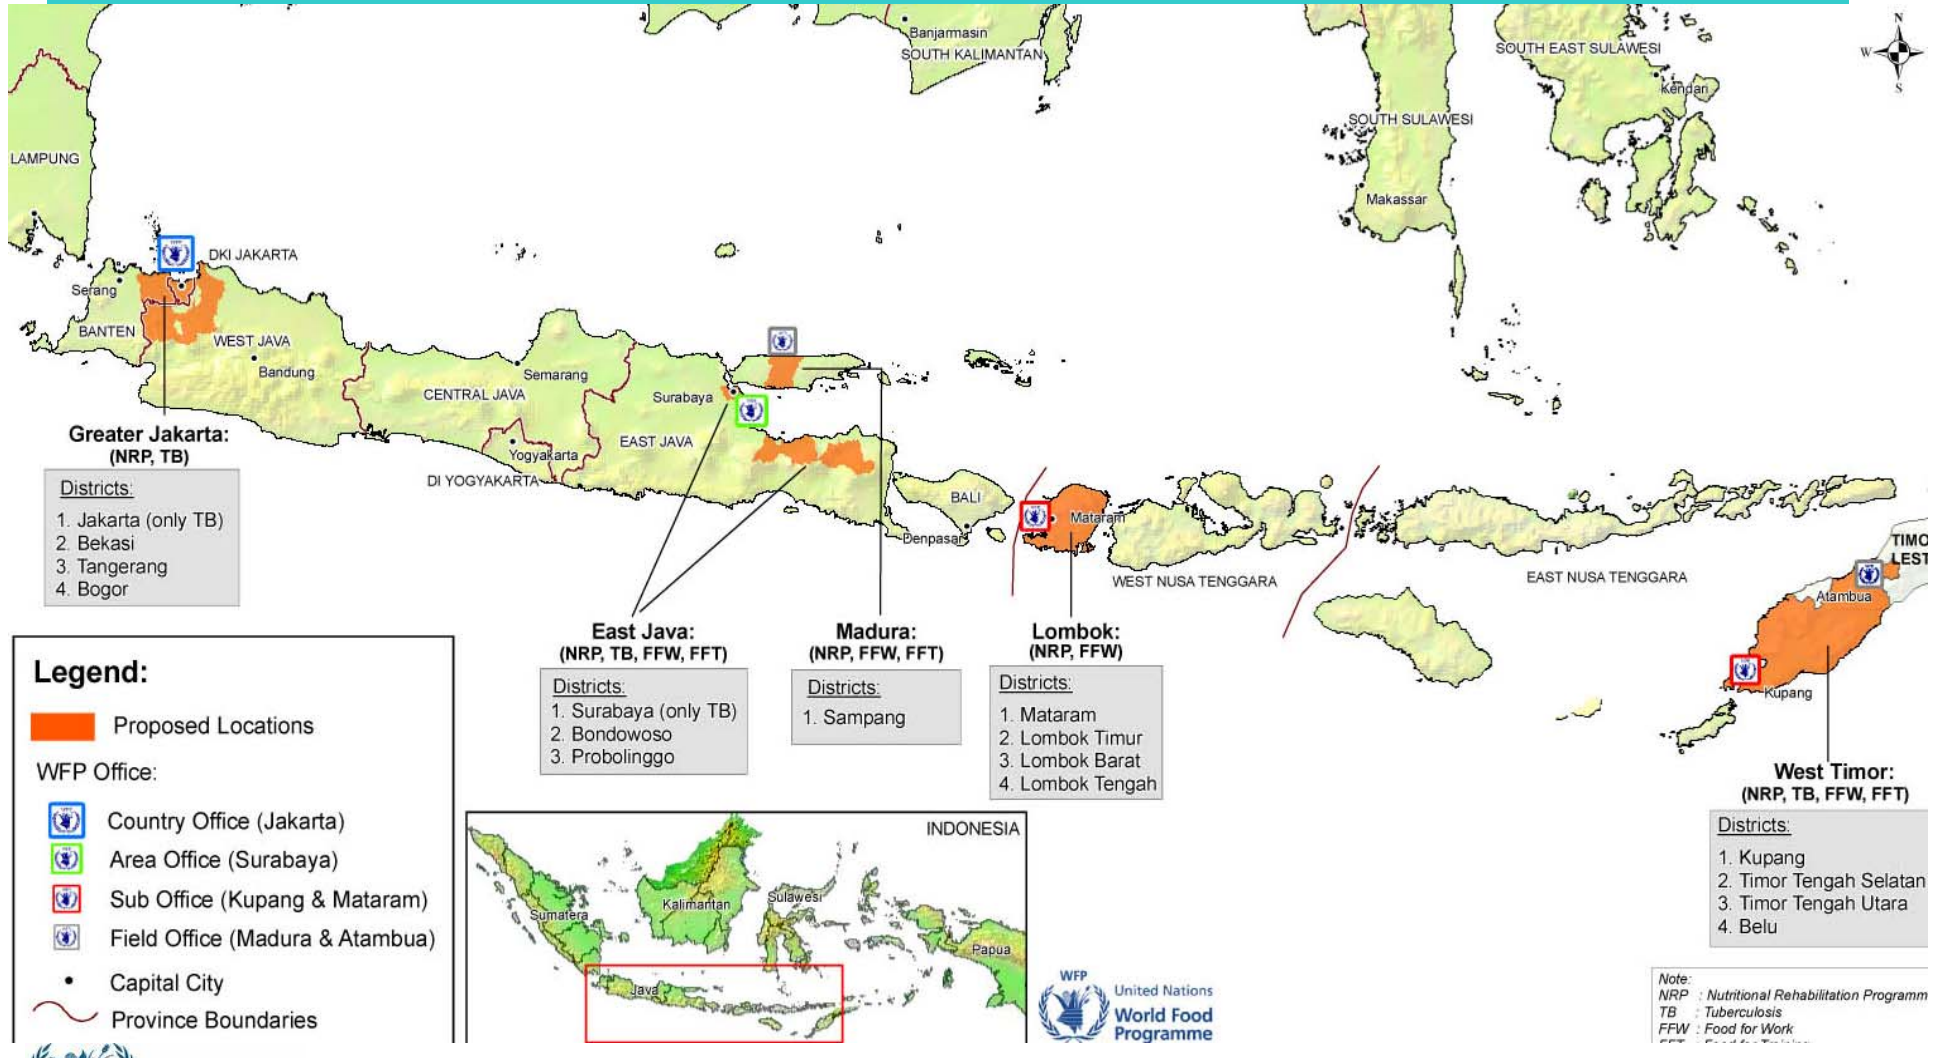 Banjarmasin
SOUTH KALIMANTAN
SOUTH EAST SULAWESI
Kendari
SOUTH SULAWESI
Makassar
N
W
S
LAMPUNG
DKI JAKARTA
Serang
BANTEN
WEST JAVA
Bandung
Semarang
CENTRAL JAVA
Surabaya
EAST JAVA
Yogyakarta
DI YOGYAKARTA
BALI
Denpasar
Mataram
WEST NUSA TENGGARA
EAST NUSA TENGGARA
TIMO
LEST
Atambua
Kupang
Greater Jakarta:
(NRP, TB)
Districts:
1. Jakarta (only TB)
2. Bekasi
3. Tangerang
4. Bogor
East Java:
(NRP, TB, FFW, FFT)
Districts:
1. Surabaya (only TB)
2. Bondowoso
3. Probolinggo
Madura:
(NRP, FFW, FFT)
Districts:
1. Sampang
Lombok:
(NRP, FFW)
Districts:
1. Mataram
2. Lombok Timur
3. Lombok Barat
4. Lombok Tengah
West Timor:
(NRP, TB, FFW, FFT)
Districts:
1. Kupang
2. Timor Tengah Selatan
3. Timor Tengah Utara
4. Belu
Legend:
Proposed Locations
WFP Office:
Country Office (Jakarta)
Area Office (Surabaya)
Sub Office (Kupang & Mataram)
Field Office (Madura & Atambua)
Capital City
Province Boundaries
INDONESIA
Sumatera
Kalimantan
Sulawesi
Papua
Java
WFP
United Nations
World Food
Programme
Note:
NRP : Nutritional Rehabilitation Programm
TB : Tuberculosis
FFW : Food for Work
FFT : Food for Training